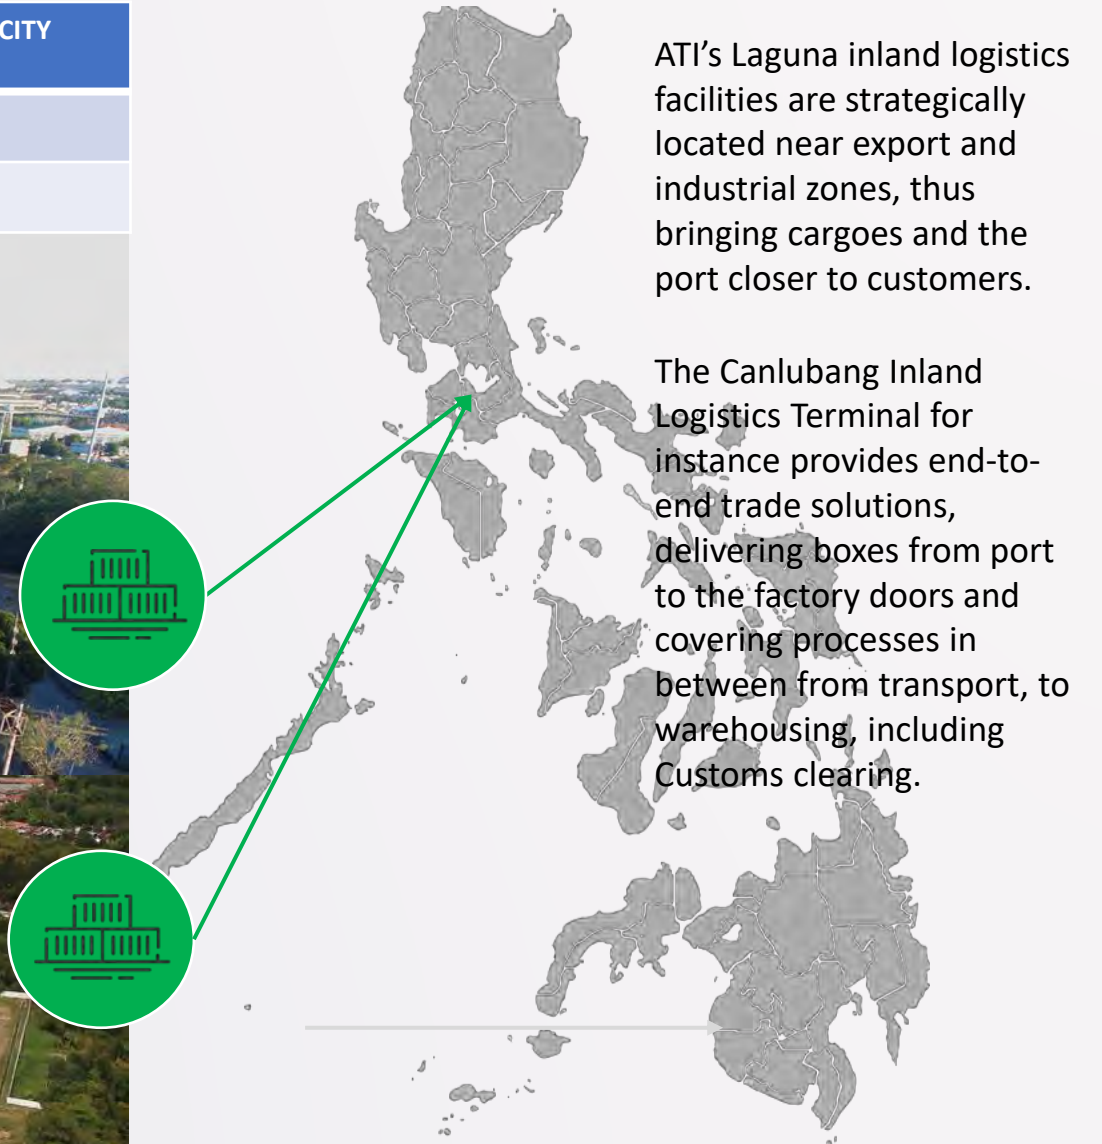 CITY
ATI’s Laguna inland logistics
facilities are strategically
located near export and
industrial zones, thus
bringing cargoes and the
port closer to customers.
The Canlubang Inland
Logistics Terminal for
instance provides end-to-
end trade solutions,
delivering boxes from port
to the factory doors and
covering processes in
between from transport, to
warehousing, including
Customs clearing.